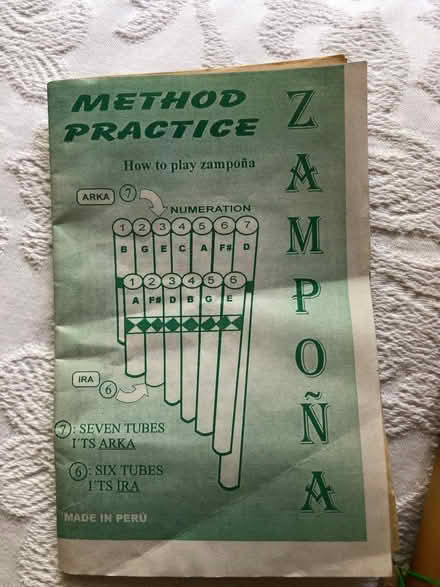 METHOD
PRACTICE
How to play zampoña
ZAMPOÑA
ARKA 7
NUMERATION
1 2 3 4 5 6 7
B G E C A F# D
1 2 3 4 5 6
A F# D B G E
IRA 6
7: SEVEN TUBES
I´TS ARKA
6: SIX TUBES
I´TS IRA
MADE IN PERÚ